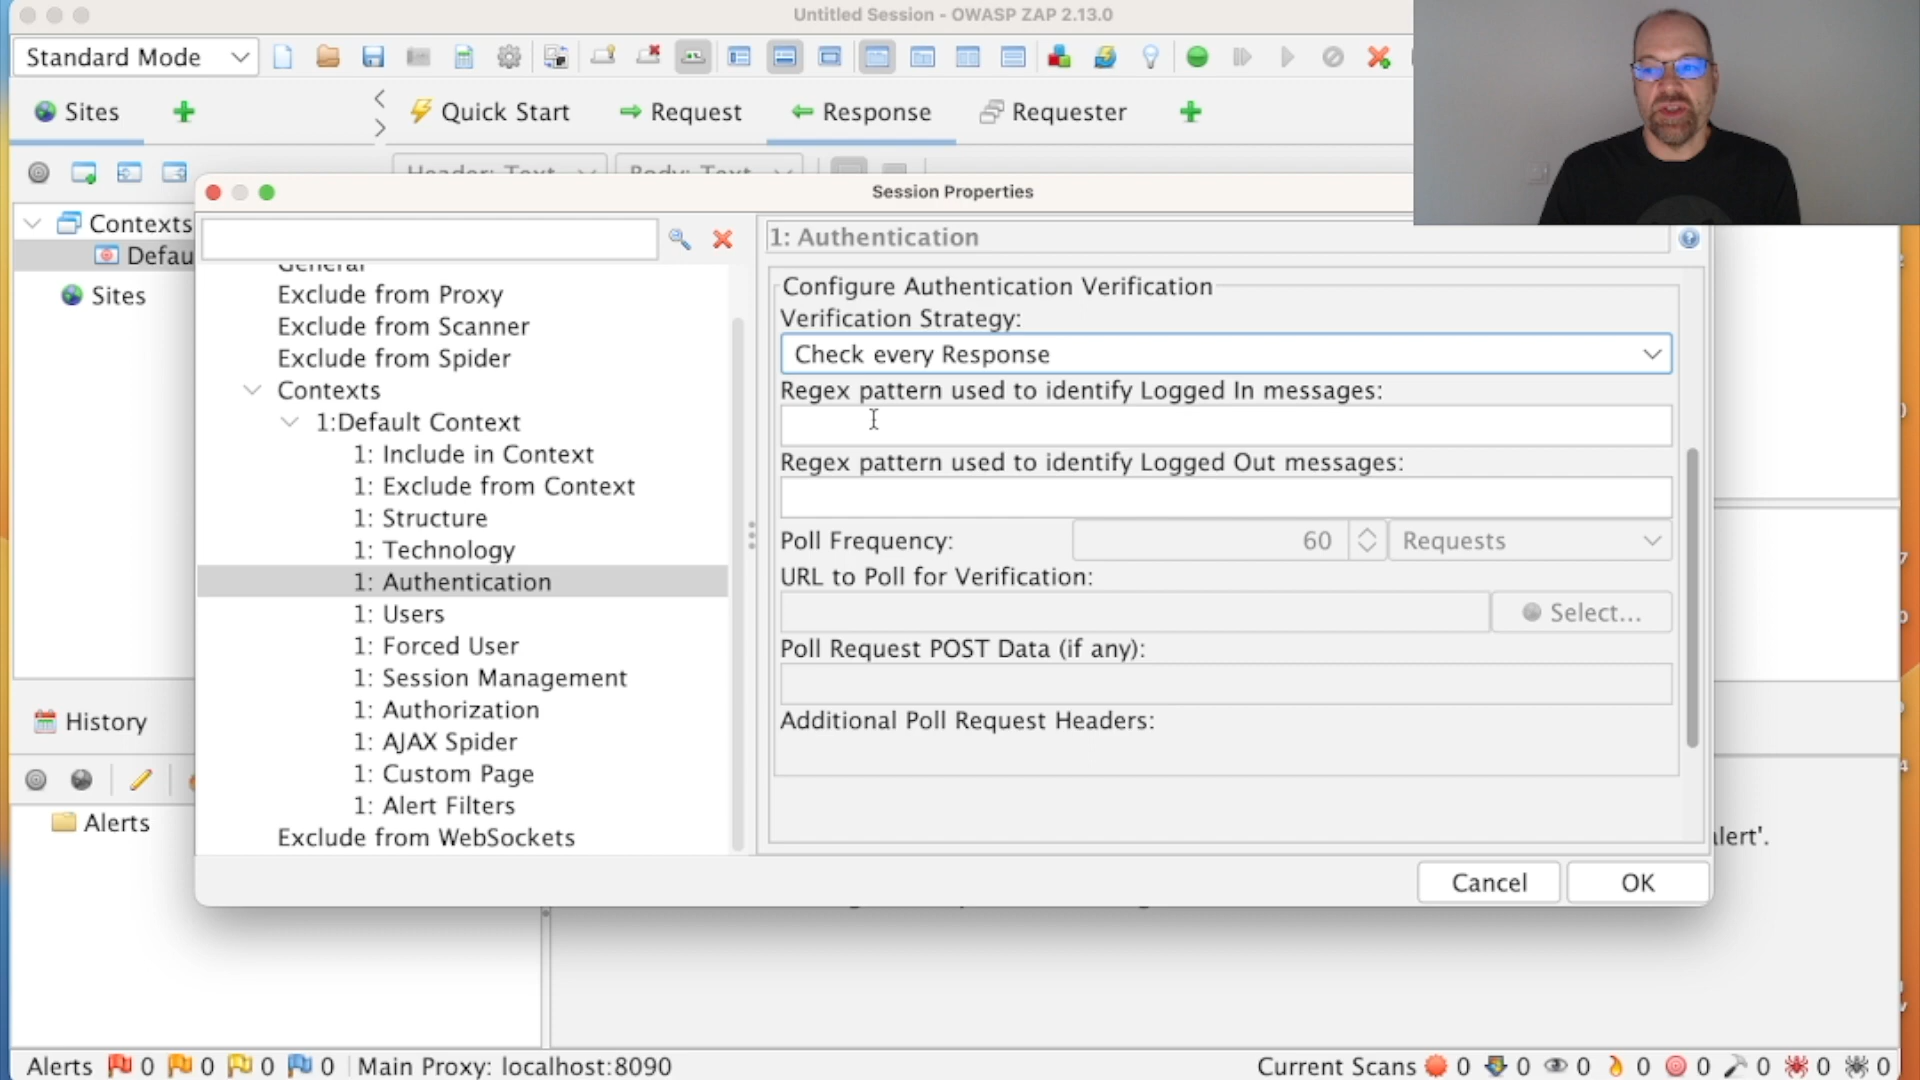 Untitled Session - OWASP ZAP 2.13.0
Standard Mode
Sites
Quick Start
Request
Response
Requester
Header: Text
Body: Text
Session Properties
Contexts
Defau
Sites
1: Authentication
General
Exclude from Proxy
Exclude from Scanner
Exclude from Spider
Contexts
1:Default Context
1: Include in Context
1: Exclude from Context
1: Structure
1: Technology
1: Authentication
1: Users
1: Forced User
1: Session Management
1: Authorization
1: AJAX Spider
1: Custom Page
1: Alert Filters
Exclude from WebSockets
Configure Authentication Verification
Verification Strategy:
Check every Response
Regex pattern used to identify Logged In messages:
Regex pattern used to identify Logged Out messages:
Poll Frequency:
60
Requests
URL to Poll for Verification:
Select...
Poll Request POST Data (if any):
Additional Poll Request Headers:
History
Alerts
alert'.
Cancel
OK
Alerts 0 0 0 0 Main Proxy: localhost:8090
Current Scans 0 0 0 0 0 0 0 0